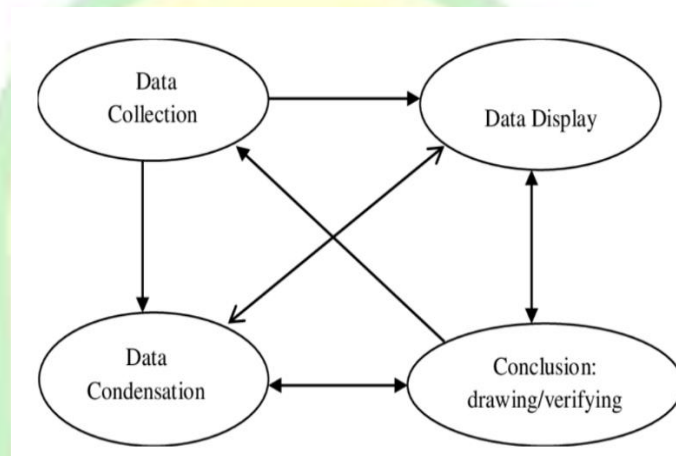 Data
Collection
Data Display
Data
Condensation
Conclusion:
drawing/verifying